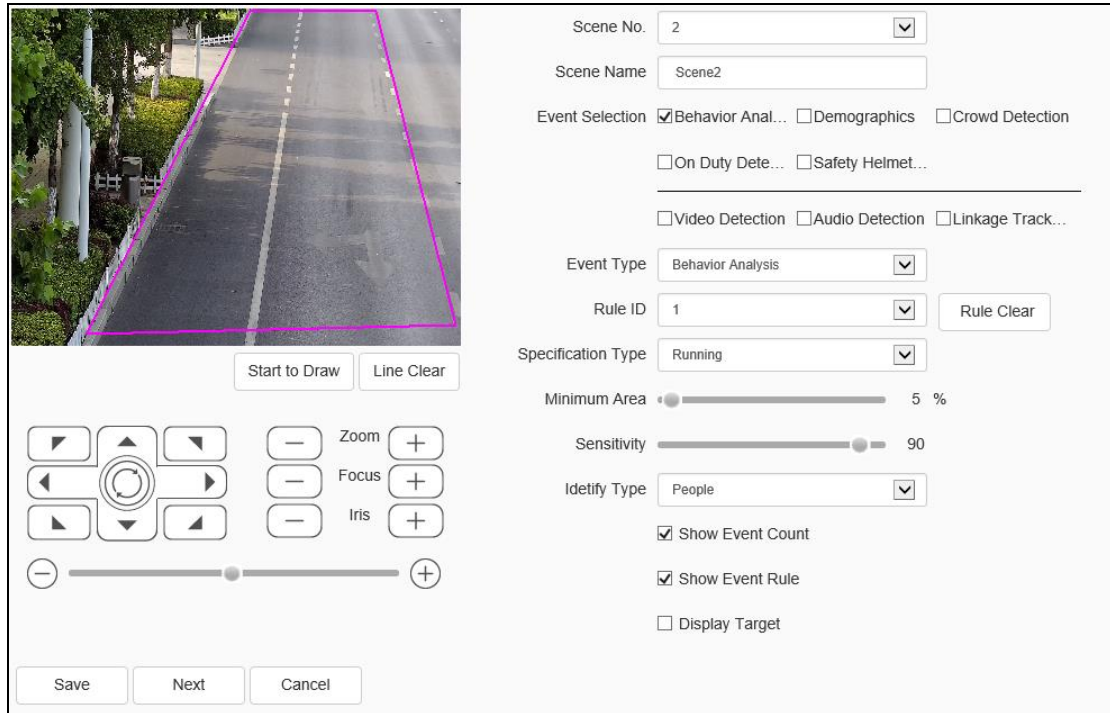 Scene No. 2
Scene Name Scene2
Event Selection Behavior Anal... Demographics Crowd Detection
On Duty Dete... Safety Helmet...
Video Detection Audio Detection Linkage Track...
Event Type Behavior Analysis
Rule ID 1 Rule Clear
Specification Type Running
Start to Draw Line Clear
Minimum Area 5 %
Sensitivity 90
Idetify Type People
Show Event Count
Show Event Rule
Display Target
Zoom
Focus
Iris
Save Next Cancel